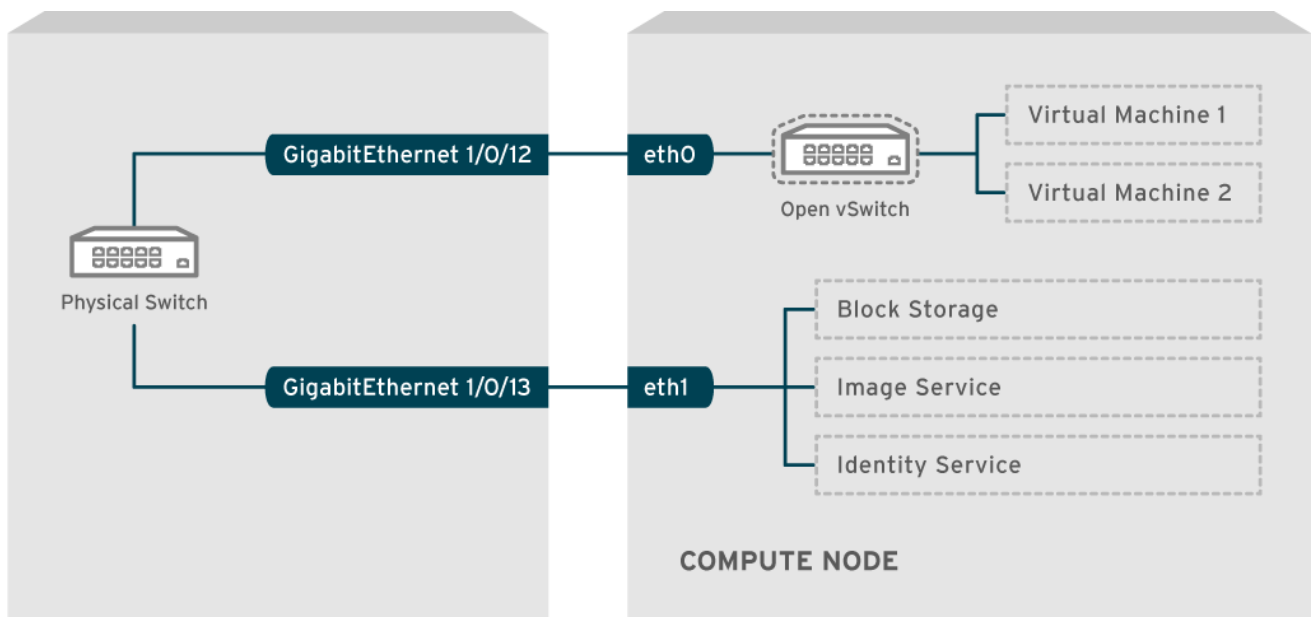 GigabitEthernet 1/0/12
eth0
Open vSwitch
Virtual Machine 1
Virtual Machine 2
Physical Switch
GigabitEthernet 1/0/13
eth1
Block Storage
Image Service
Identity Service
COMPUTE NODE